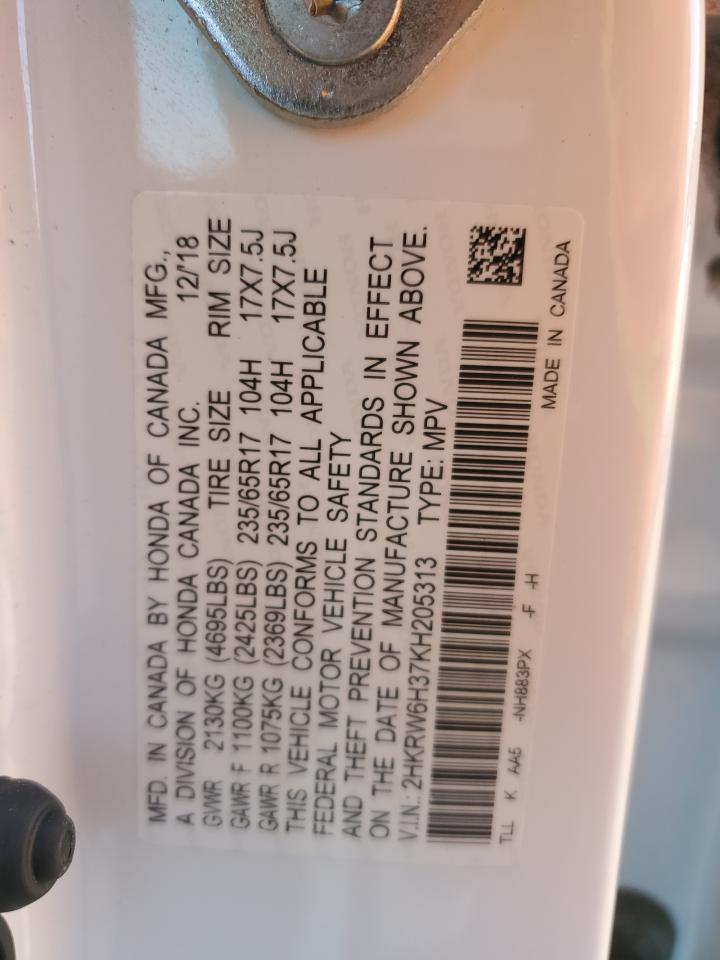 MFD. IN CANADA BY HONDA OF CANADA MFG.,
A DIVISION OF HONDA CANADA INC. 12/'18
GVWR 2130KG (4695LBS) TIRE SIZE RIM SIZE
GAWR F 1100KG (2425LBS) 235/65R17 104H 17X7.5J
GAWR R 1075KG (2369LBS) 235/65R17 104H 17X7.5J
THIS VEHICLE CONFORMS TO ALL APPLICABLE
FEDERAL MOTOR VEHICLE SAFETY
AND THEFT PREVENTION STANDARDS IN EFFECT
ON THE DATE OF MANUFACTURE SHOWN ABOVE.
V.I.N.: 2HKRW6H37KH205313 TYPE: MPV
TLL K AA5 -NH883PX -F -H
MADE IN CANADA